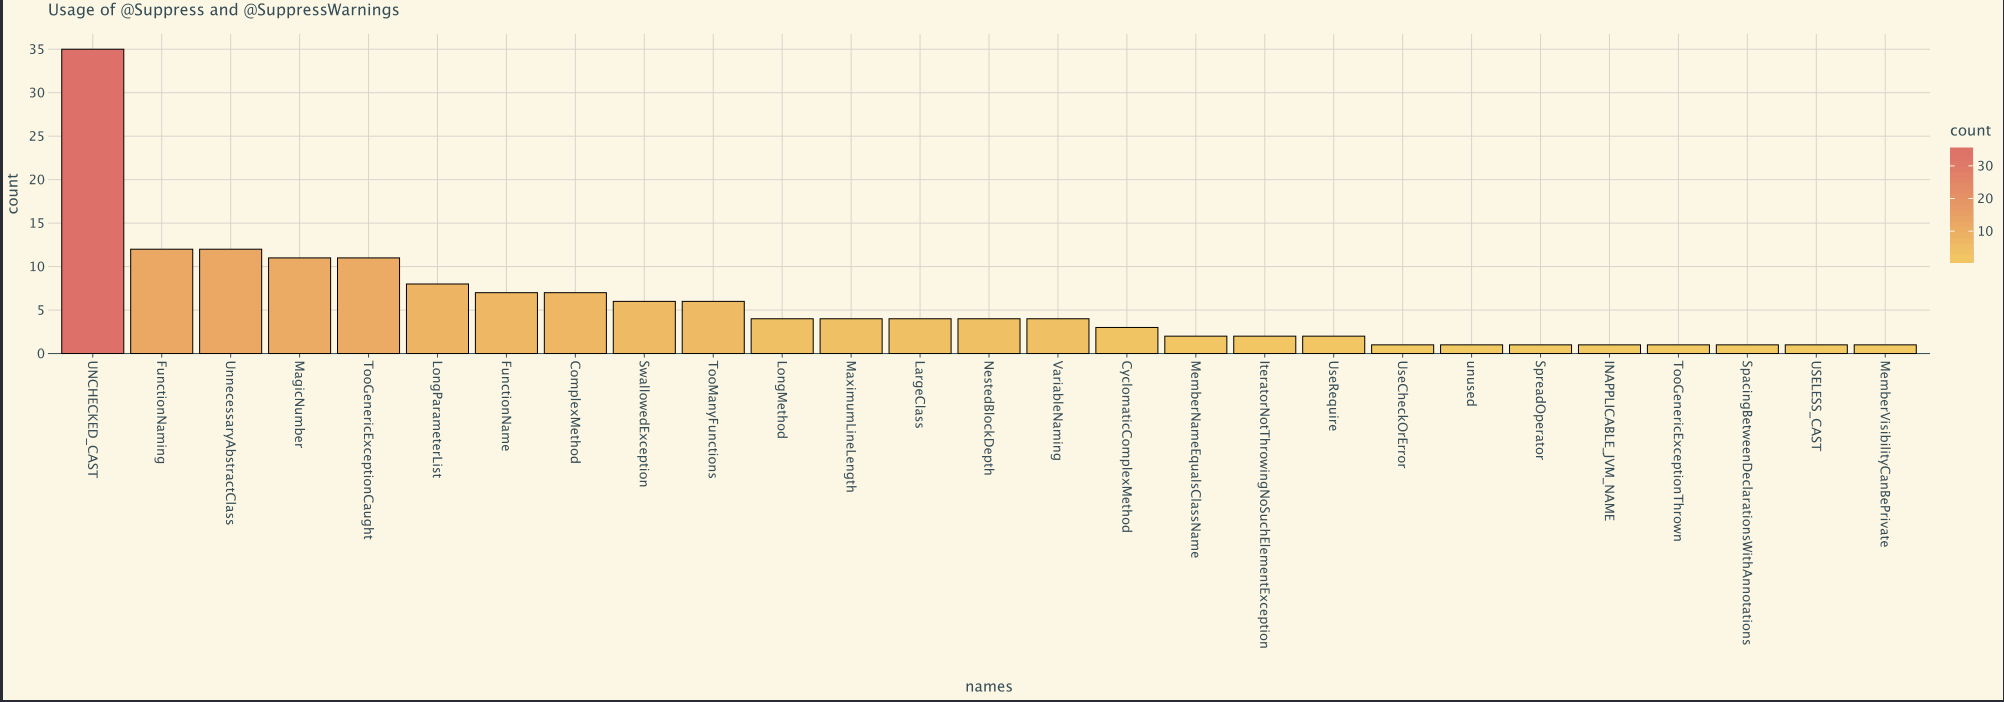 Usage of @Suppress and @SuppressWarnings
35
30
25
20
15
10
5
0
count
UNCHECKED_CAST
FunctionNaming
UnnecessaryAbstractClass
MagicNumber
TooGenericExceptionCaught
LongParameterList
FunctionName
ComplexMethod
SwallowedException
TooManyFunctions
LongMethod
MaximumLineLength
LargeClass
NestedBlockDepth
VariableNaming
CyclomaticComplexMethod
MemberNameEqualsClassName
IteratorNotThrowingNoSuchElementException
UseRequire
UseCheckOrError
unused
SpreadOperator
INAPPLICABLE_JVM_NAME
TooGenericExceptionThrown
SpacingBetweenDeclarationsWithAnnotations
USELESS_CAST
MemberVisibilityCanBePrivate
names
count
30
20
10